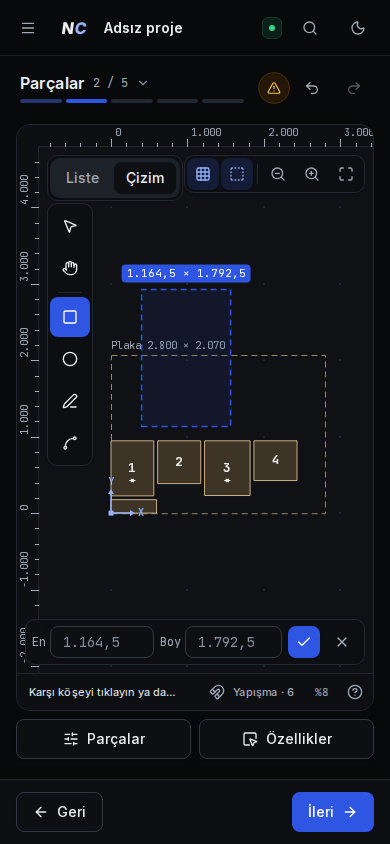 NC Adsız proje
Parçalar 2 / 5
0 1.000 2.000 3.000
Liste Çizim
4.000
3.000
2.000
1.000
0
-1.000
-2.000
1.164,5 × 1.792,5
Plaka 2.800 × 2.070
1 2 3 4
Y
X
En 1.164,5 Boy 1.792,5
Karşı köşeyi tıklayın ya da... Yapışma · 6 %8
Parçalar Özellikler
Geri İleri